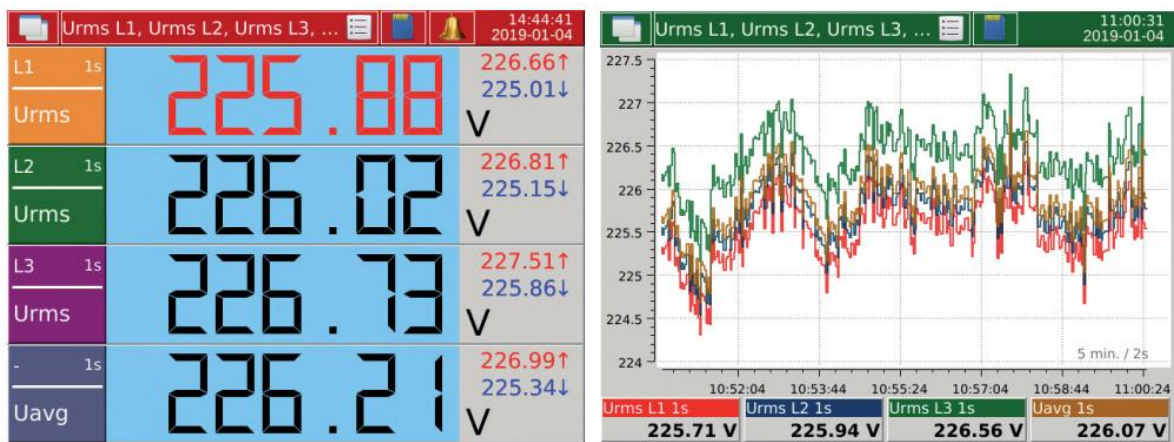 Urms L1, Urms L2, Urms L3, ...
14:44:41
2019-01-04
L1 1s
Urms
225.88
226.66↑
225.01↓
V
L2 1s
Urms
226.02
226.81↑
225.15↓
V
L3 1s
Urms
226.73
227.51↑
225.86↓
V
- 1s
Uavg
226.21
226.99↑
225.34↓
V
Urms L1, Urms L2, Urms L3, ...
11:00:31
2019-01-04
227.5
227
226.5
226
225.5
225
224.5
224
5 min. / 2s
10:52:04 10:53:44 10:55:24 10:57:04 10:58:44 11:00:24
Urms L1 1s Urms L2 1s Urms L3 1s Uavg 1s
225.71 V 225.94 V 226.56 V 226.07 V